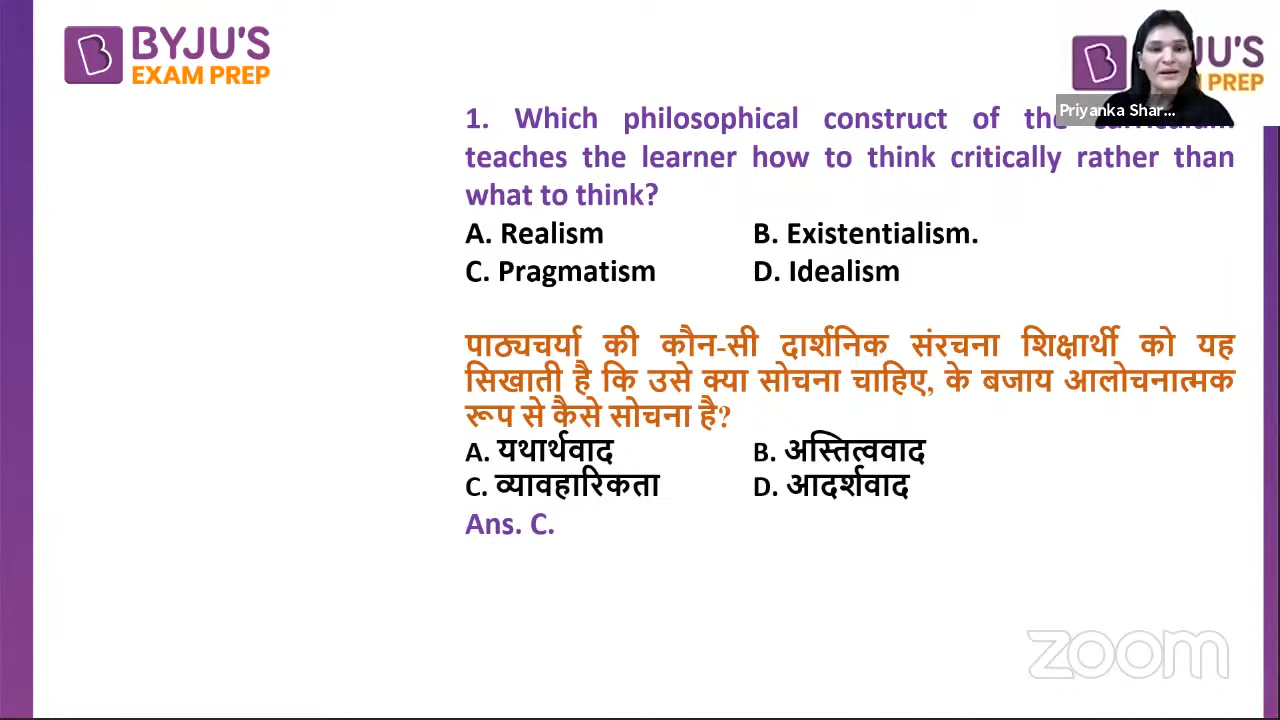 BYJU'S
EXAM PREP
JU'S
M PREP
Priyanka Shar...
1. Which philosophical construct of the
teaches the learner how to think critically rather than
what to think?
A. Realism B. Existentialism.
C. Pragmatism D. Idealism
पाठ्यचर्या की कौन-सी दार्शनिक संरचना शिक्षार्थी को यह
सिखाती है कि उसे क्या सोचना चाहिए, के बजाय आलोचनात्मक
रूप से कैसे सोचना है?
A. यथार्थवाद B. अस्तित्ववाद
C. व्यावहारिकता D. आदर्शवाद
Ans. C.
zoom